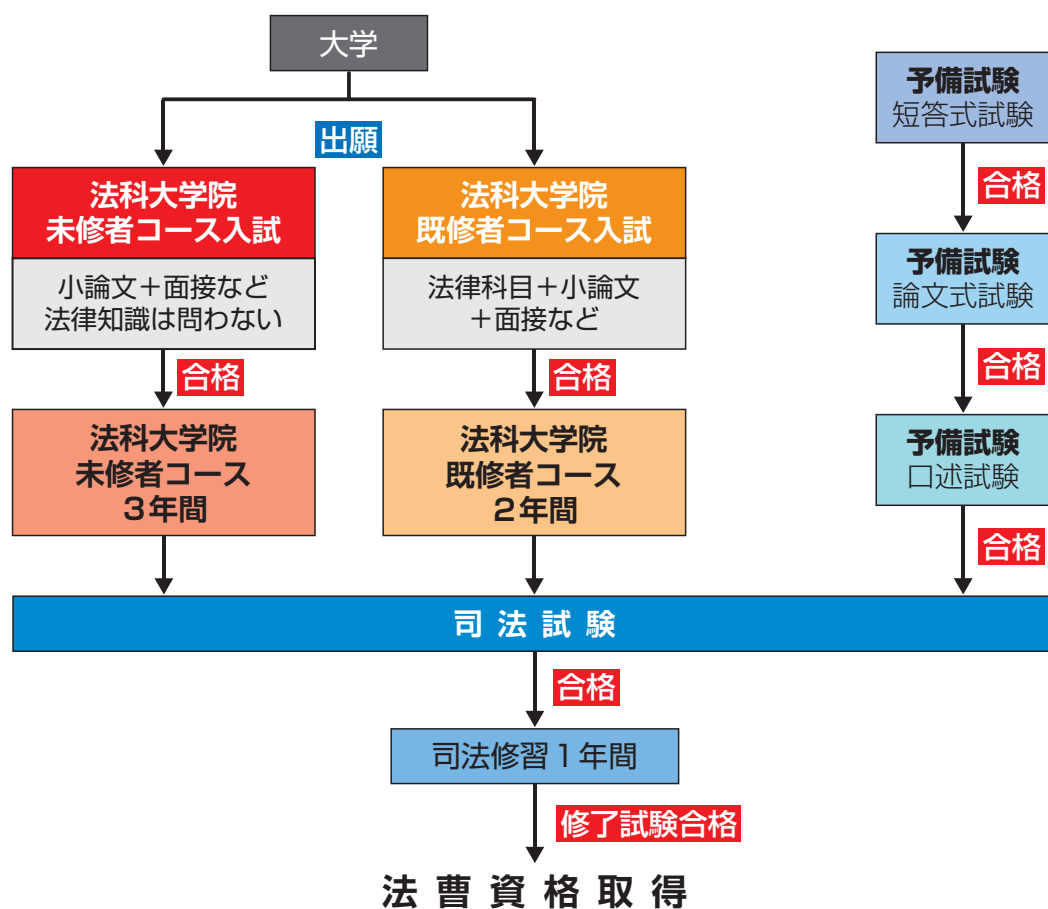 大学
出願
法科大学院
未修者コース入試
小論文+面接など
法律知識は問わない
合格
法科大学院
未修者コース
3年間
法科大学院
既修者コース入試
法律科目+小論文
+面接など
合格
法科大学院
既修者コース
2年間
予備試験
短答式試験
合格
予備試験
論文式試験
合格
予備試験
口述試験
合格
司法試験
合格
司法修習1年間
修了試験合格
法曹資格取得